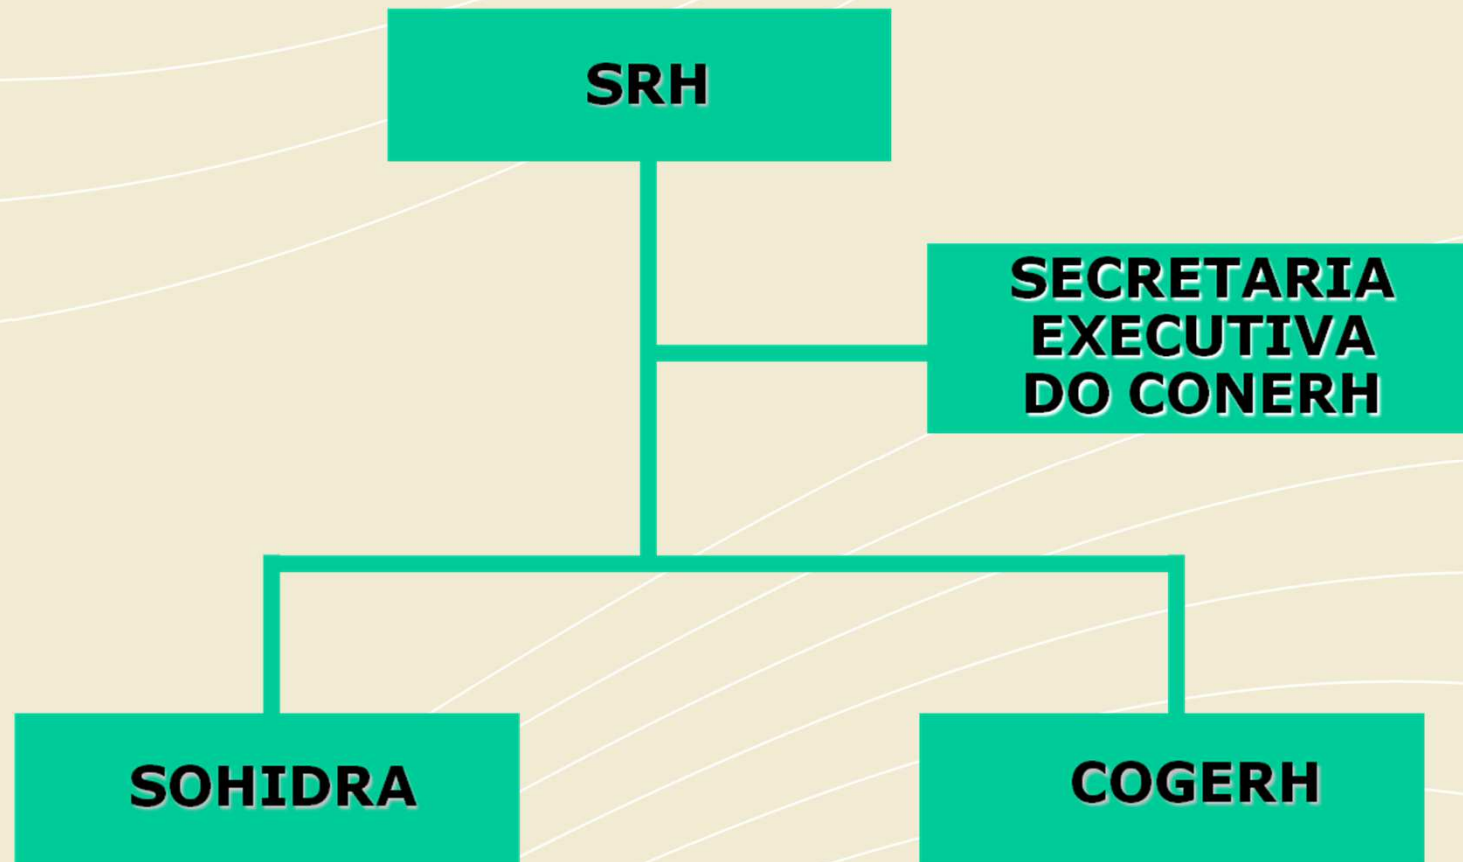 SRH
SECRETARIA
EXECUTIVA
DO CONERH
SOHIDRA
COGERH